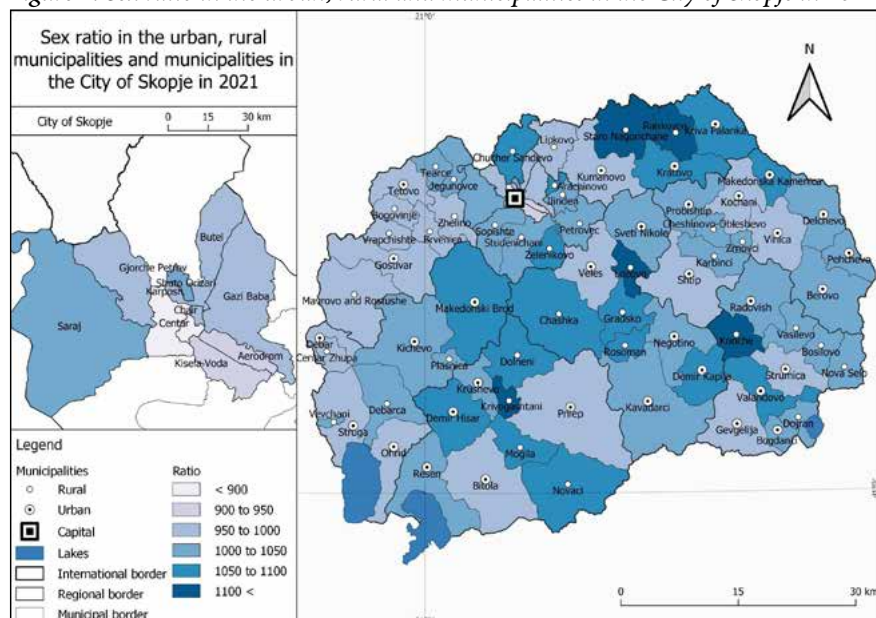 Sex ratio in the urban, rural
municipalities and municipalities in
the City of Skopje in 2021
City of Skopje
0 15 30 km
Butel
Gjorche Petrov
Shuto Orizari
Karposh
Gazi Baba
Chair
Saraj
Centar
Aerodrom
Kisela-Voda
Legend
Municipalities
Rural
Urban
Capital
Lakes
International border
Regional border
Municipal border
Ratio
< 900
900 to 950
950 to 1000
1000 to 1050
1050 to 1100
1100 <
21°0'
N
Lipkovo
Staro Nagorichane
Rankovce
Kriva Palanka
Chucher Sandevo
Tearce
Jegunovce
Kumanovo
Kratovo
Makedonska Kamenica
Tetovo
Arachinovo
Ilinden
Bogovinje
Zhelino
Sopishte
Petrovec
Sveti Nikole
Probishtip
Kochani
Cheshinovo-Obleshevo
Delchevo
Vrapchishte
Brvenica
Studenichani
Zelenikovo
Zrnovci
Vinica
Gostivar
Veles
Lozovo
Karbinci
Pehchevo
Shtip
Mavrovo and Rostushe
Makedonski Brod
Chashka
Gradsko
Radovish
Berovo
Debar
Centar Zhupa
Kichevo
Rosoman
Negotino
Konche
Vasilevo
Bosilovo
Plasnica
Dolneni
Demir Kapija
Strumica
Novo Selo
Krushevo
Krivogashtani
Vevchani
Debarca
Demir Hisar
Prilep
Kavadarci
Valandovo
Struga
Gevgelija
Dojran
Bogdanci
Ohrid
Mogila
Resen
Bitola
Novaci
0 15 30 km